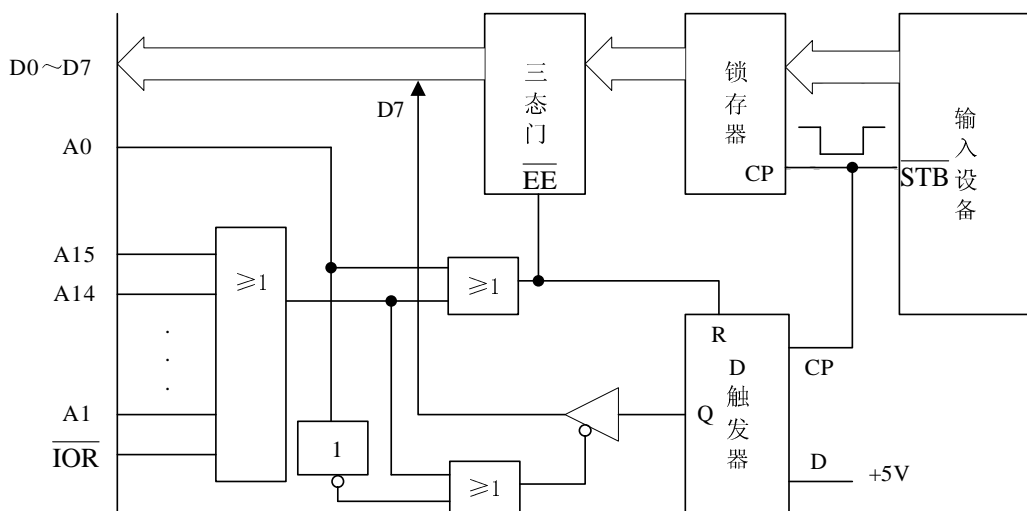 D0～D7
A0
A15
A14
.
.
.
A1
IOR
D7
三态门
EE
锁存器
CP
输入设备
STB
≥1
≥1
1
≥1
R
D触发器
Q
CP
D
+5V